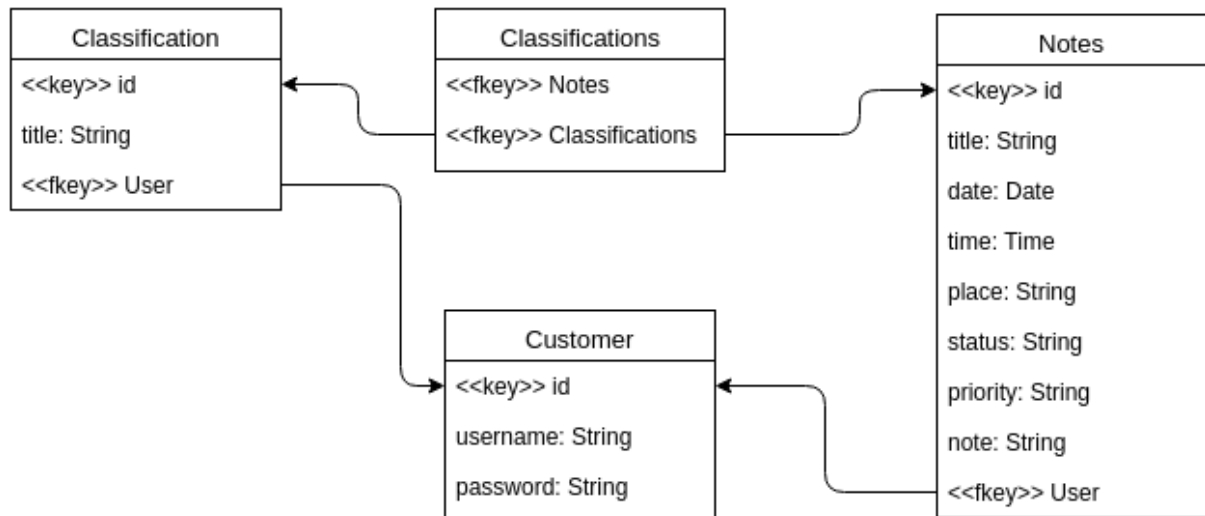 Classification
<<key>> id
title: String
<<fkey>> User
Classifications
<<fkey>> Notes
<<fkey>> Classifications
Notes
<<key>> id
title: String
date: Date
time: Time
place: String
status: String
priority: String
note: String
<<fkey>> User
Customer
<<key>> id
username: String
password: String